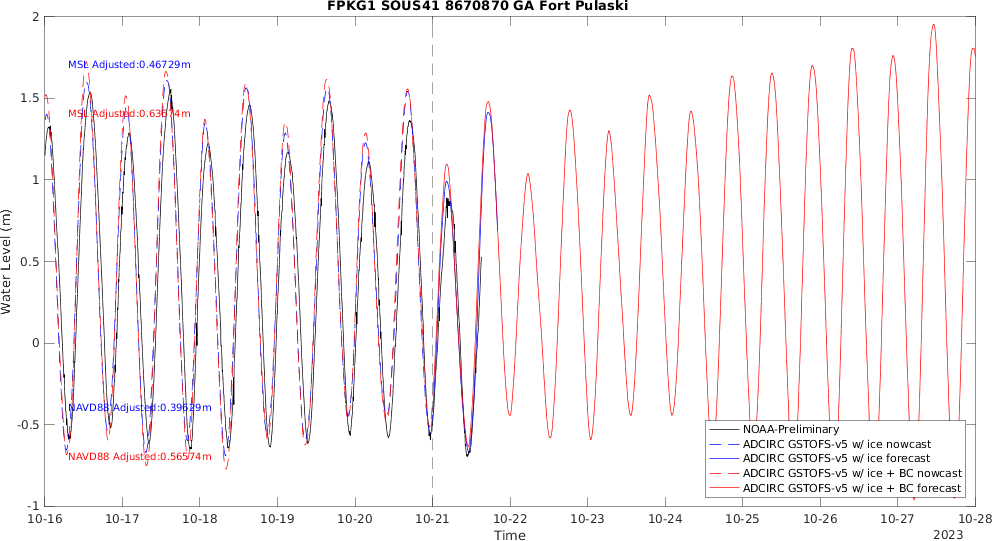 FPKG1 SOUS41 8670870 GA Fort Pulaski
Water Level (m)
2
1.5
1
0.5
0
-0.5
-1
MSL Adjusted:0.46729m
MSL Adjusted:0.63674m
NAVD88 Adjusted:0.39629m
NAVD88 Adjusted:0.56574m
NOAA-Preliminary
ADCIRC GSTOFS-v5 w/ ice nowcast
ADCIRC GSTOFS-v5 w/ ice forecast
ADCIRC GSTOFS-v5 w/ ice + BC nowcast
ADCIRC GSTOFS-v5 w/ ice + BC forecast
10-16 10-17 10-18 10-19 10-20 10-21 10-22 10-23 10-24 10-25 10-26 10-27 10-28
Time
2023